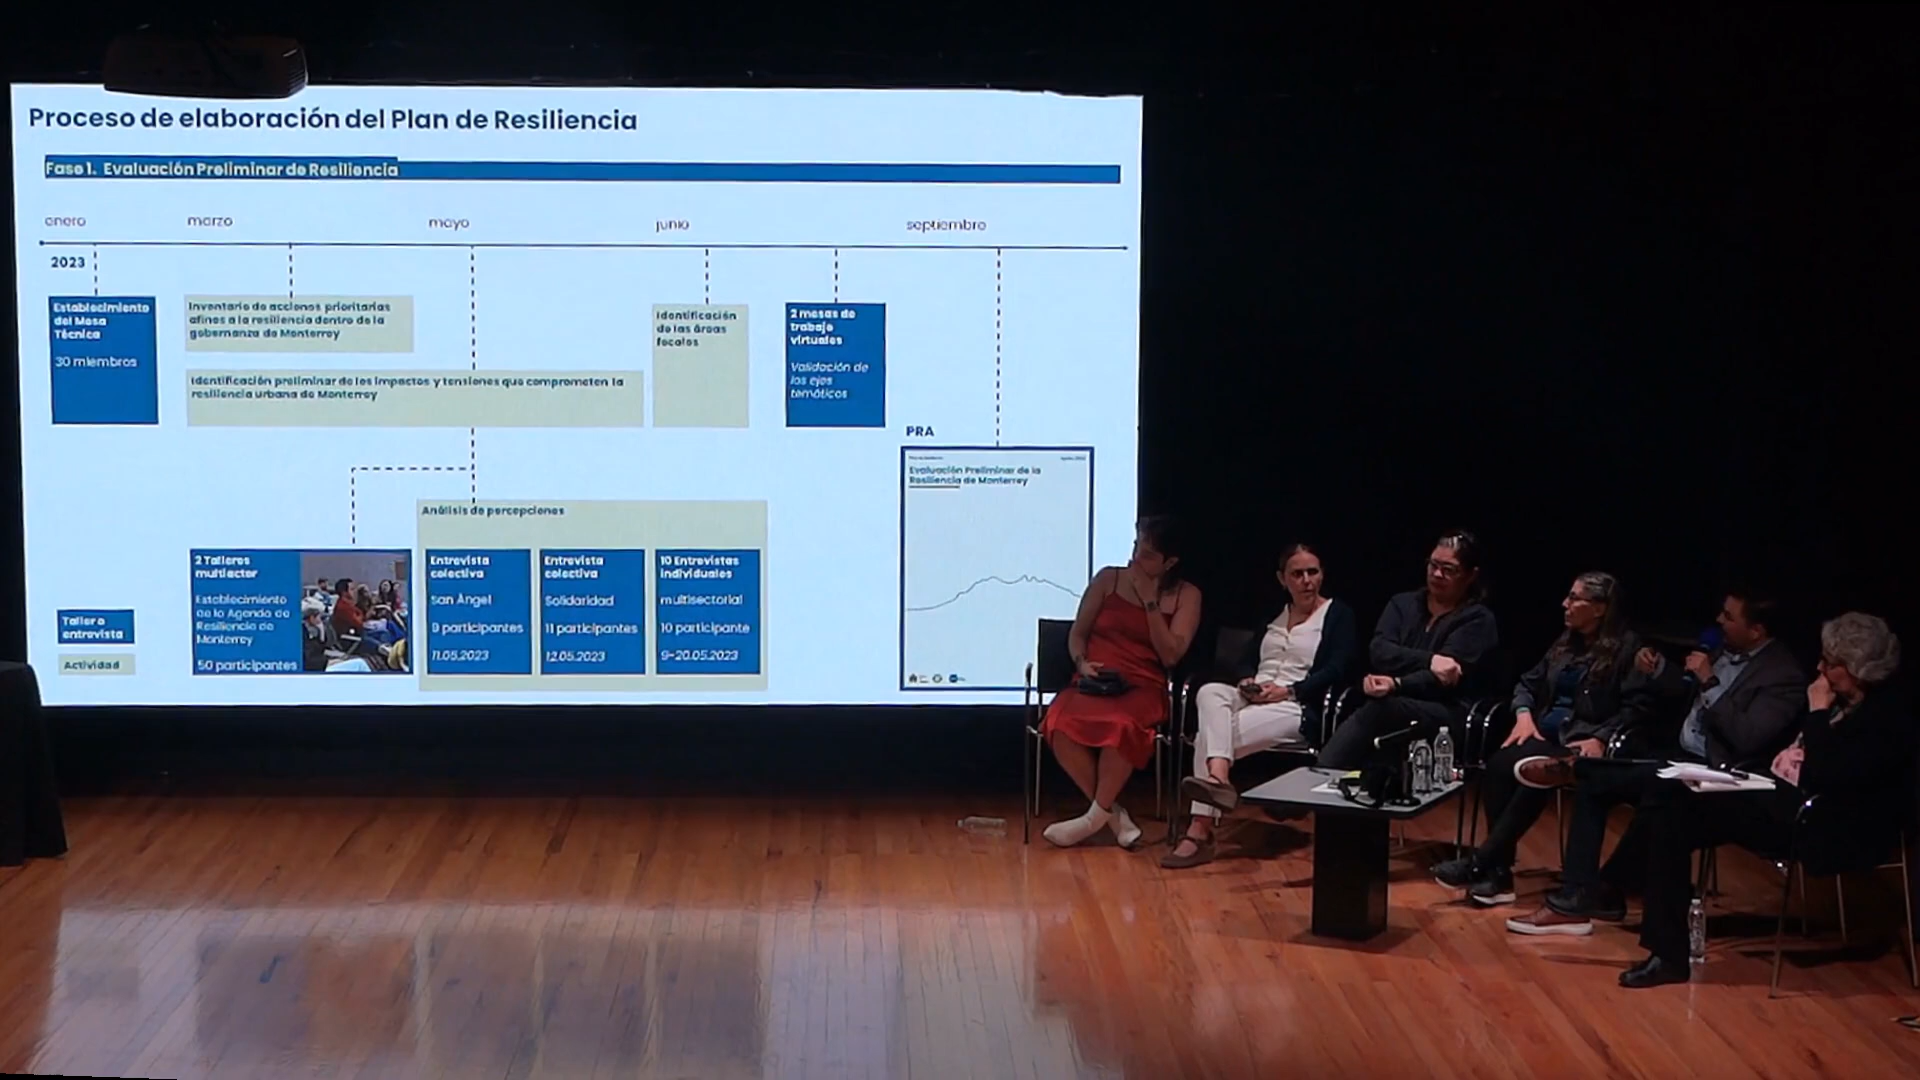 Proceso de elaboración del Plan de Resiliencia
Fase 1. Evaluación Preliminar de Resiliencia
enero
marzo
mayo
junio
septiembre
2023
Establecimiento
del Mesa
Técnica
30 miembros
Inventario de acciones prioritarias
afines a la resiliencia dentro de la
gobernanza de Monterrey
Identificación preliminar de los impactos y tensiones que comprometen la
resiliencia urbana de Monterrey
Identificación
de las áreas
focales
2 mesas de
trabajo
virtuales
Validación de
los ejes
temáticos
PRA
Evaluación Preliminar de la
Resiliencia de Monterrey
2 Talleres
multiactor
Establecimiento
de la Agenda de
Resiliencia de
Monterrey
50 participantes
Análisis de percepciones
Entrevista
colectiva
San Ángel
9 participantes
11.05.2023
Entrevista
colectiva
Solidaridad
11 participantes
12.05.2023
10 Entrevistas
individuales
multisectorial
10 participante
9-20.05.2023
Taller o
entrevista
Actividad